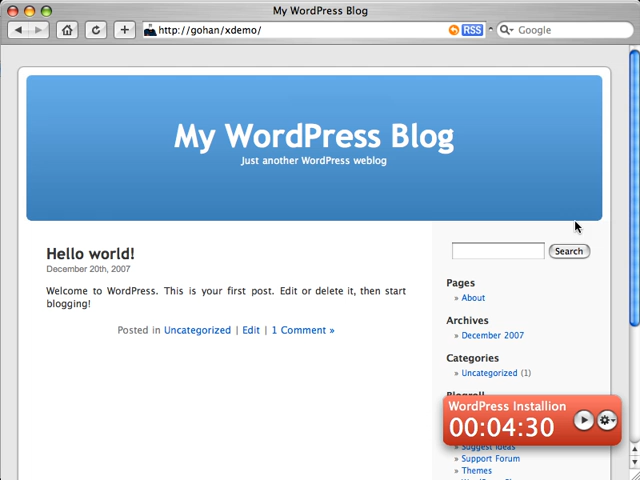 My WordPress Blog
http://gohan/xdemo/
RSS
Google
My WordPress Blog
Just another WordPress weblog
Hello world!
December 20th, 2007
Welcome to WordPress. This is your first post. Edit or delete it, then start
blogging!
Posted in Uncategorized | Edit | 1 Comment »
Search
Pages
» About
Archives
» December 2007
Categories
» Uncategorized (1)
WordPress Installion
00:04:30
» Support Forum
» Themes